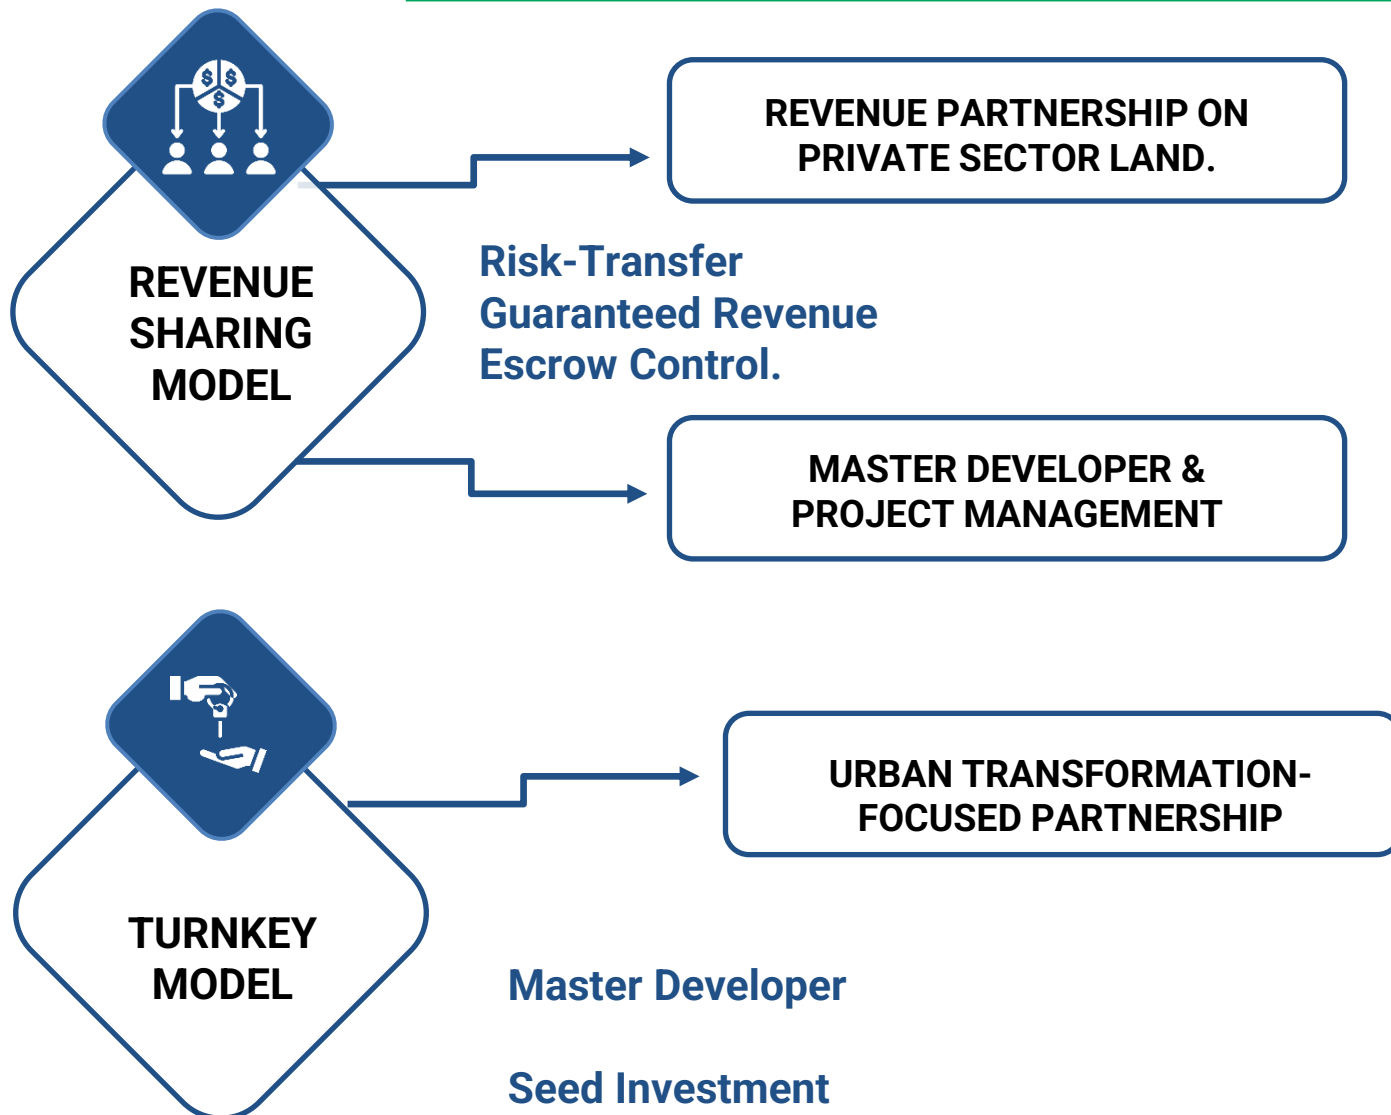 $ $
$
REVENUE PARTNERSHIP ON
PRIVATE SECTOR LAND.
REVENUE
SHARING
MODEL
Risk-Transfer
Guaranteed Revenue
Escrow Control.
MASTER DEVELOPER &
PROJECT MANAGEMENT
URBAN TRANSFORMATION-
FOCUSED PARTNERSHIP
TURNKEY
MODEL
Master Developer
Seed Investment